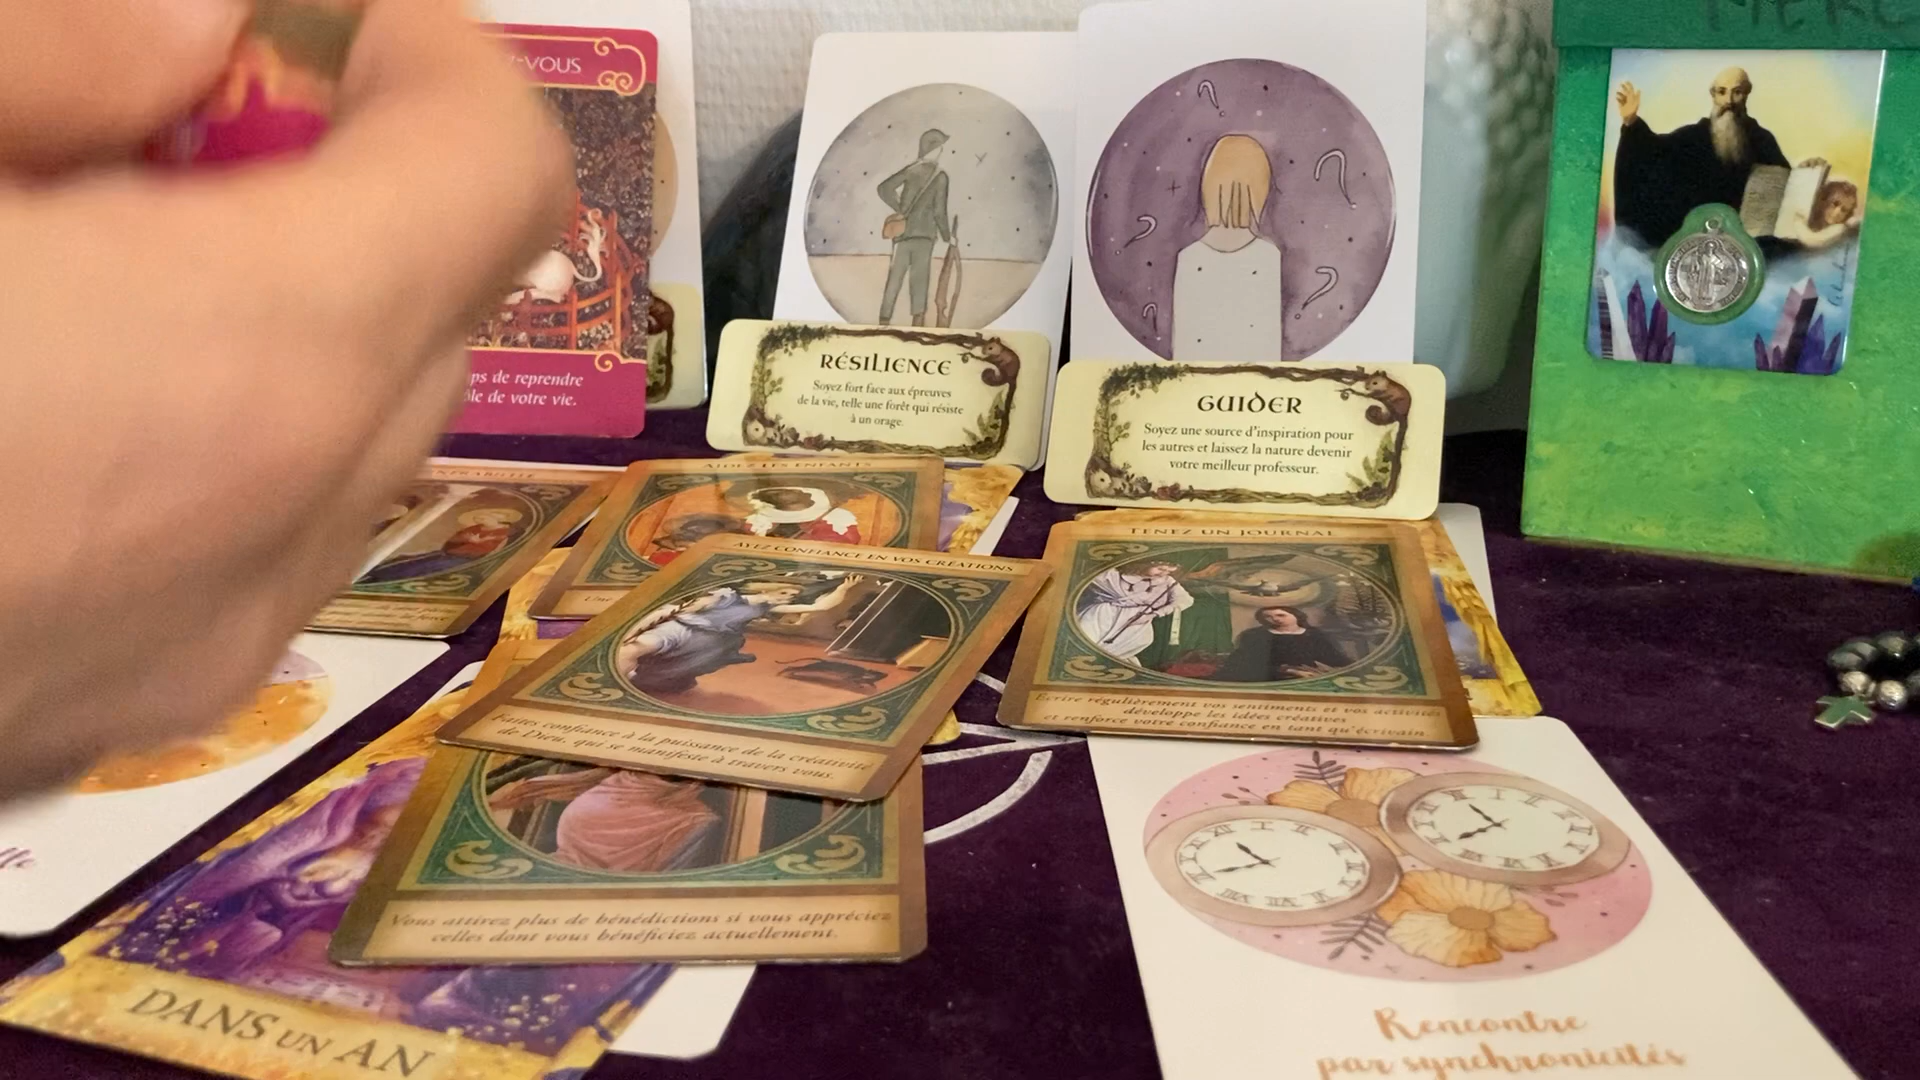 -VOUS
ps de reprendre
ôle de votre vie.
RÉSILIENCE
Soyez fort face aux épreuves
de la vie, telle une forêt qui résiste
à un orage.
GUIDER
Soyez une source d'inspiration pour
les autres et laissez la nature devenir
votre meilleur professeur.
AIDEZ LES ENFANTS
Une
AYEZ CONFIANCE EN VOS CRÉATIONS
Faites confiance à la puissance de la créativité
de Dieu, qui se manifeste à travers vous.
TENEZ UN JOURNAL
Écrire régulièrement vos sentiments et vos activités
développe les idées créatives
et renforce votre confiance en tant qu'écrivain.
Vous attirez plus de bénédictions si vous appréciez
celles dont vous bénéficiez actuellement.
lle
DANS UN AN
Rencontre
par synchronicités